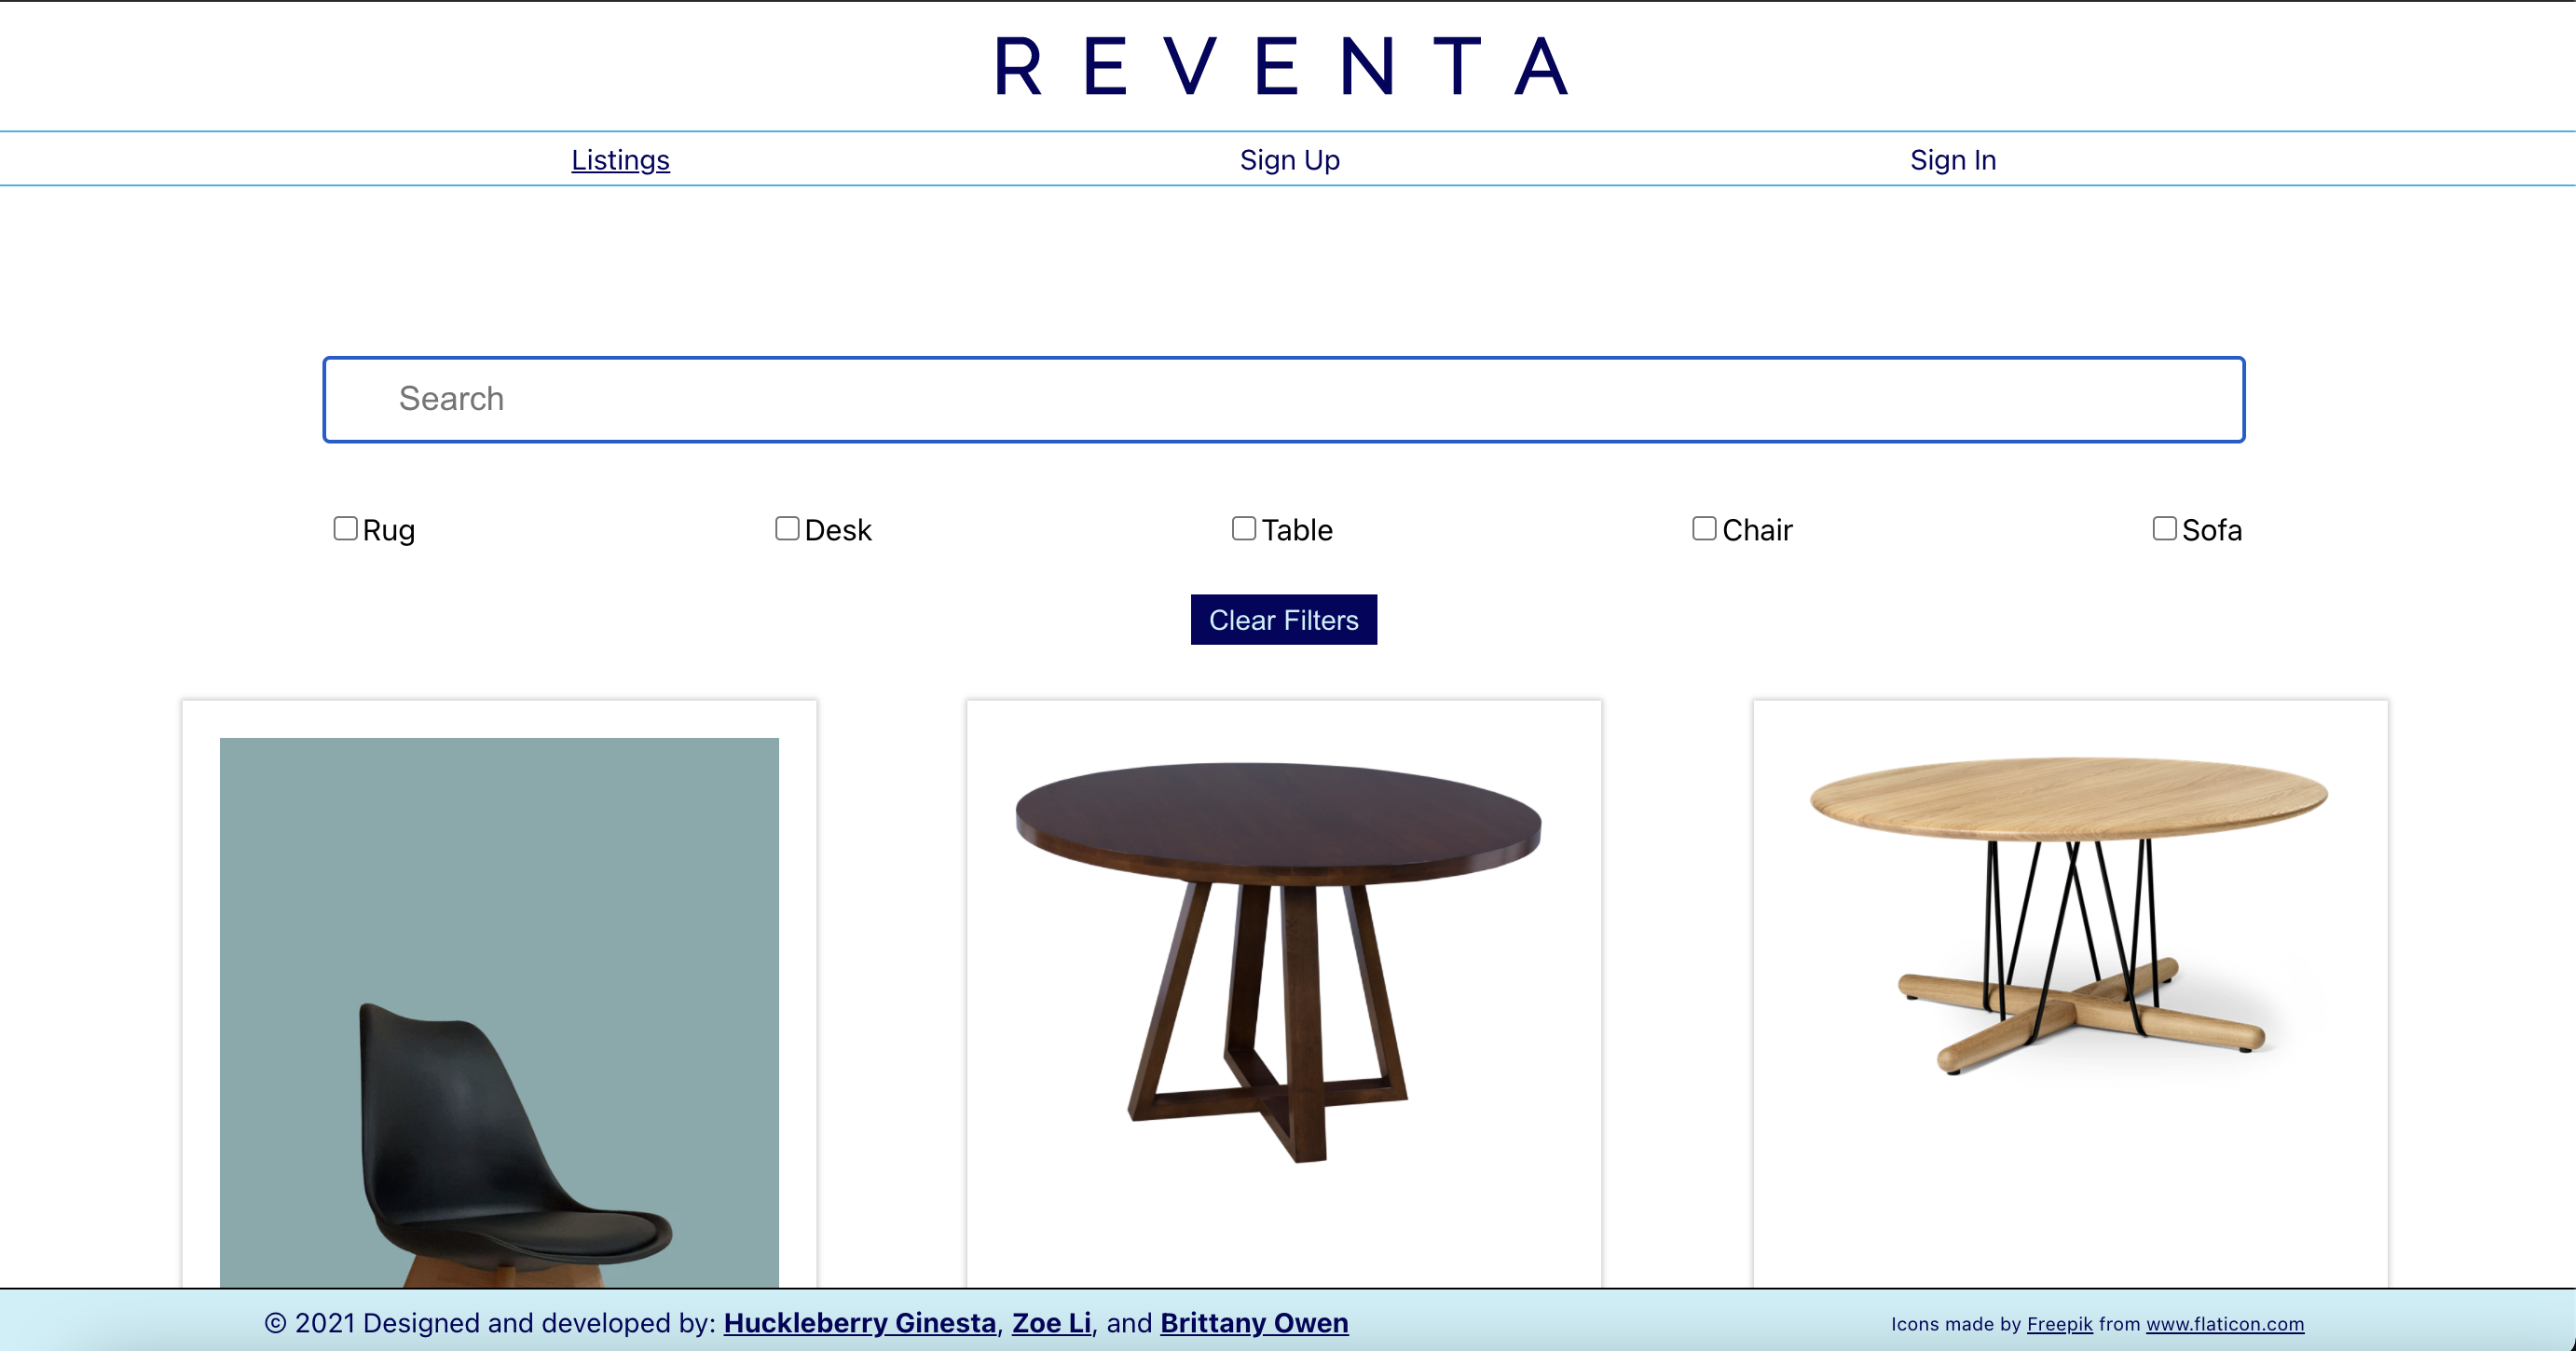 REVENTA
Listings Sign Up Sign In
Search
Rug Desk Table Chair Sofa
Clear Filters
© 2021 Designed and developed by: Huckleberry Ginesta, Zoe Li, and Brittany Owen
Icons made by Freepik from www.flaticon.com